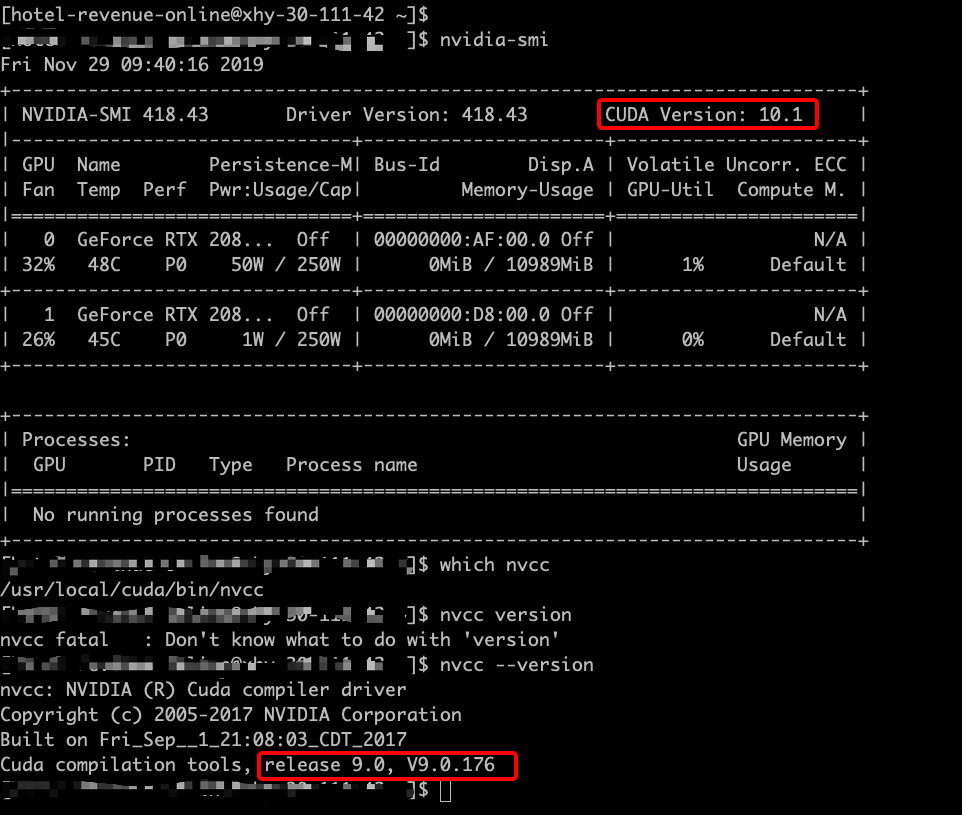 [hotel-revenue-online@xhy-30-111-42 ~]$
]$ nvidia-smi
Fri Nov 29 09:40:16 2019
+-----------------------------------------------------------------------------+
| NVIDIA-SMI 418.43       Driver Version: 418.43       CUDA Version: 10.1     |
|-------------------------------+----------------------+----------------------+
| GPU  Name        Persistence-M| Bus-Id        Disp.A | Volatile Uncorr. ECC |
| Fan  Temp  Perf  Pwr:Usage/Cap|         Memory-Usage | GPU-Util  Compute M. |
|===============================+======================+======================|
|   0  GeForce RTX 208...  Off  | 00000000:AF:00.0 Off |                  N/A |
| 32%   48C    P0    50W / 250W |      0MiB / 10989MiB |      1%      Default |
+-------------------------------+----------------------+----------------------+
|   1  GeForce RTX 208...  Off  | 00000000:D8:00.0 Off |                  N/A |
| 26%   45C    P0     1W / 250W |      0MiB / 10989MiB |      0%      Default |
+-------------------------------+----------------------+----------------------+
+-----------------------------------------------------------------------------+
| Processes:                                                       GPU Memory |
|  GPU       PID   Type   Process name                             Usage      |
|=============================================================================|
|  No running processes found                                                 |
+-----------------------------------------------------------------------------+
]$ which nvcc
/usr/local/cuda/bin/nvcc
]$ nvcc version
nvcc fatal   : Don't know what to do with 'version'
]$ nvcc --version
nvcc: NVIDIA (R) Cuda compiler driver
Copyright (c) 2005-2017 NVIDIA Corporation
Built on Fri_Sep__1_21:08:03_CDT_2017
Cuda compilation tools, release 9.0, V9.0.176
]$